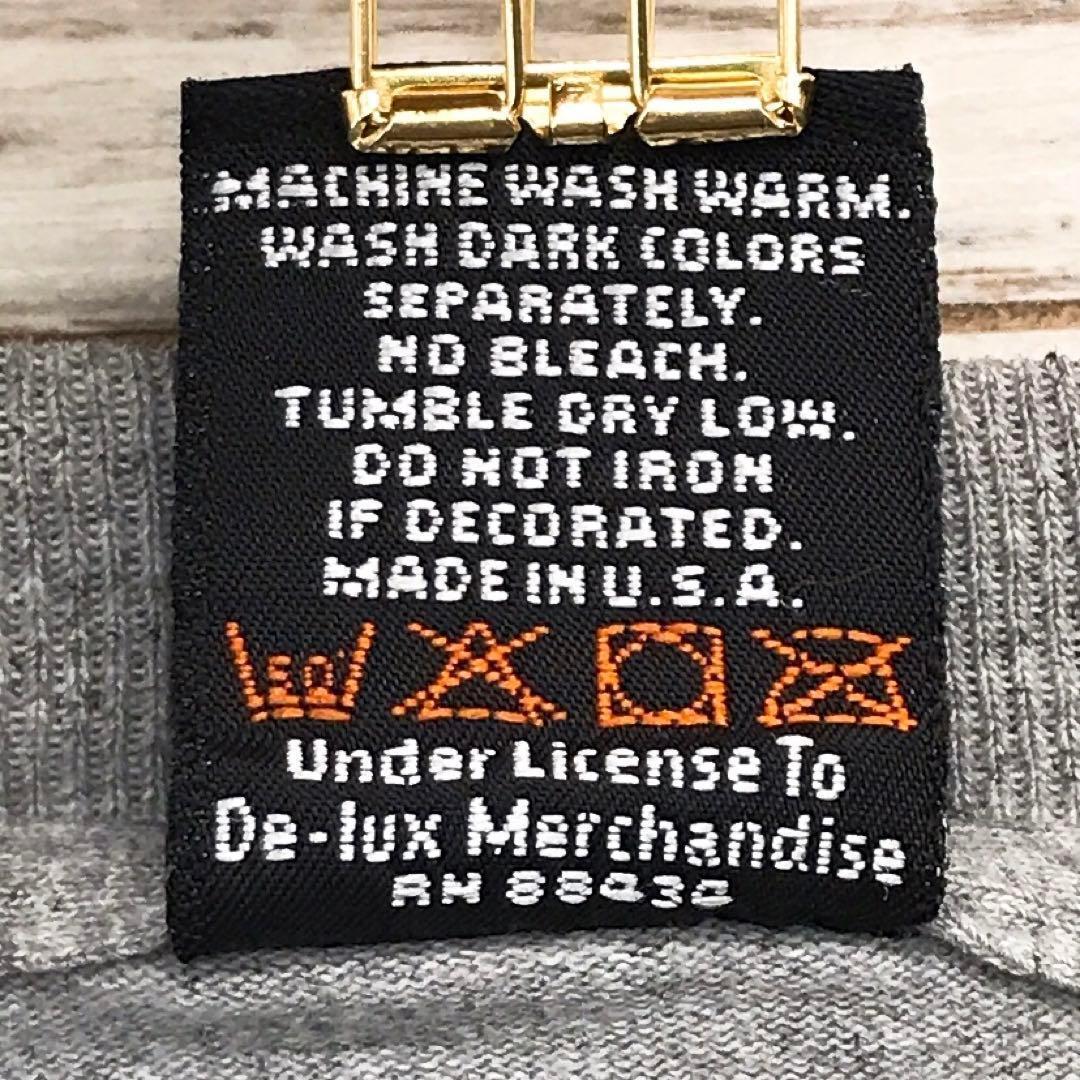 MACHINE WASH WARM.
WASH DARK COLORS
SEPARATELY.
NO BLEACH.
TUMBLE DRY LOW.
DO NOT IRON
IF DECORATED.
MADE IN U.S.A.
50°
Under License To
De-lux Merchandise
RN